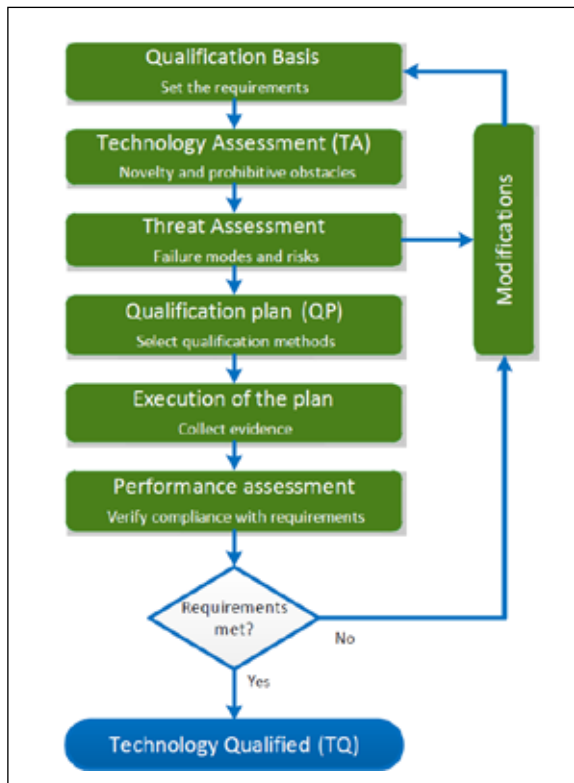 Qualification Basis
Set the requirements
Technology Assessment (TA)
Novelty and prohibitive obstacles
Threat Assessment
Failure modes and risks
Modifications
Qualification plan (QP)
Select qualification methods
Execution of the plan
Collect evidence
Performance assessment
Verify compliance with requirements
Requirements
met?
No
Yes
Technology Qualified (TQ)